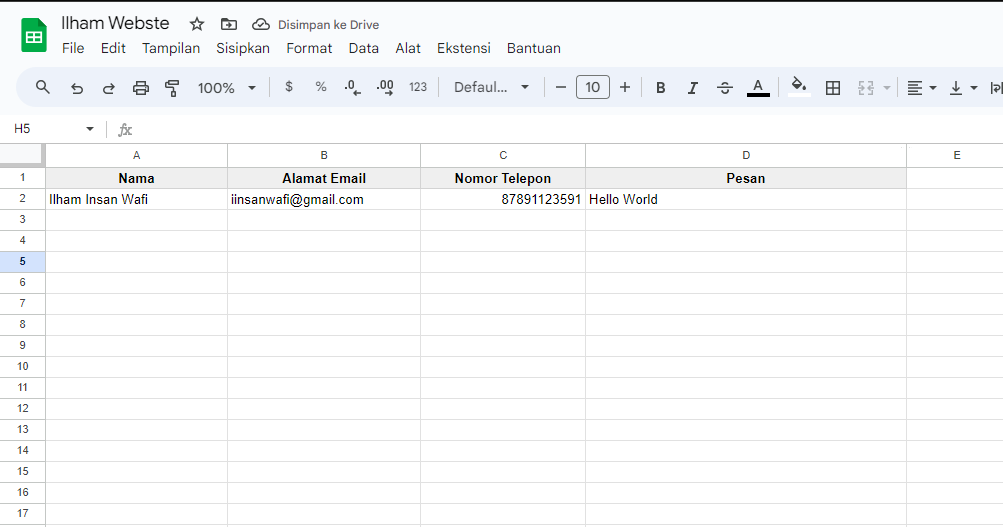 Ilham Webste Disimpan ke Drive
File Edit Tampilan Sisipkan Format Data Alat Ekstensi Bantuan
100% $ % .0 .00 123 Defaul... 10 B I S A
H5 fx
A B C D E
1 Nama Alamat Email Nomor Telepon Pesan
2 Ilham Insan Wafi iinsanwafi@gmail.com 87891123591 Hello World
3
4
5
6
7
8
9
10
11
12
13
14
15
16
17